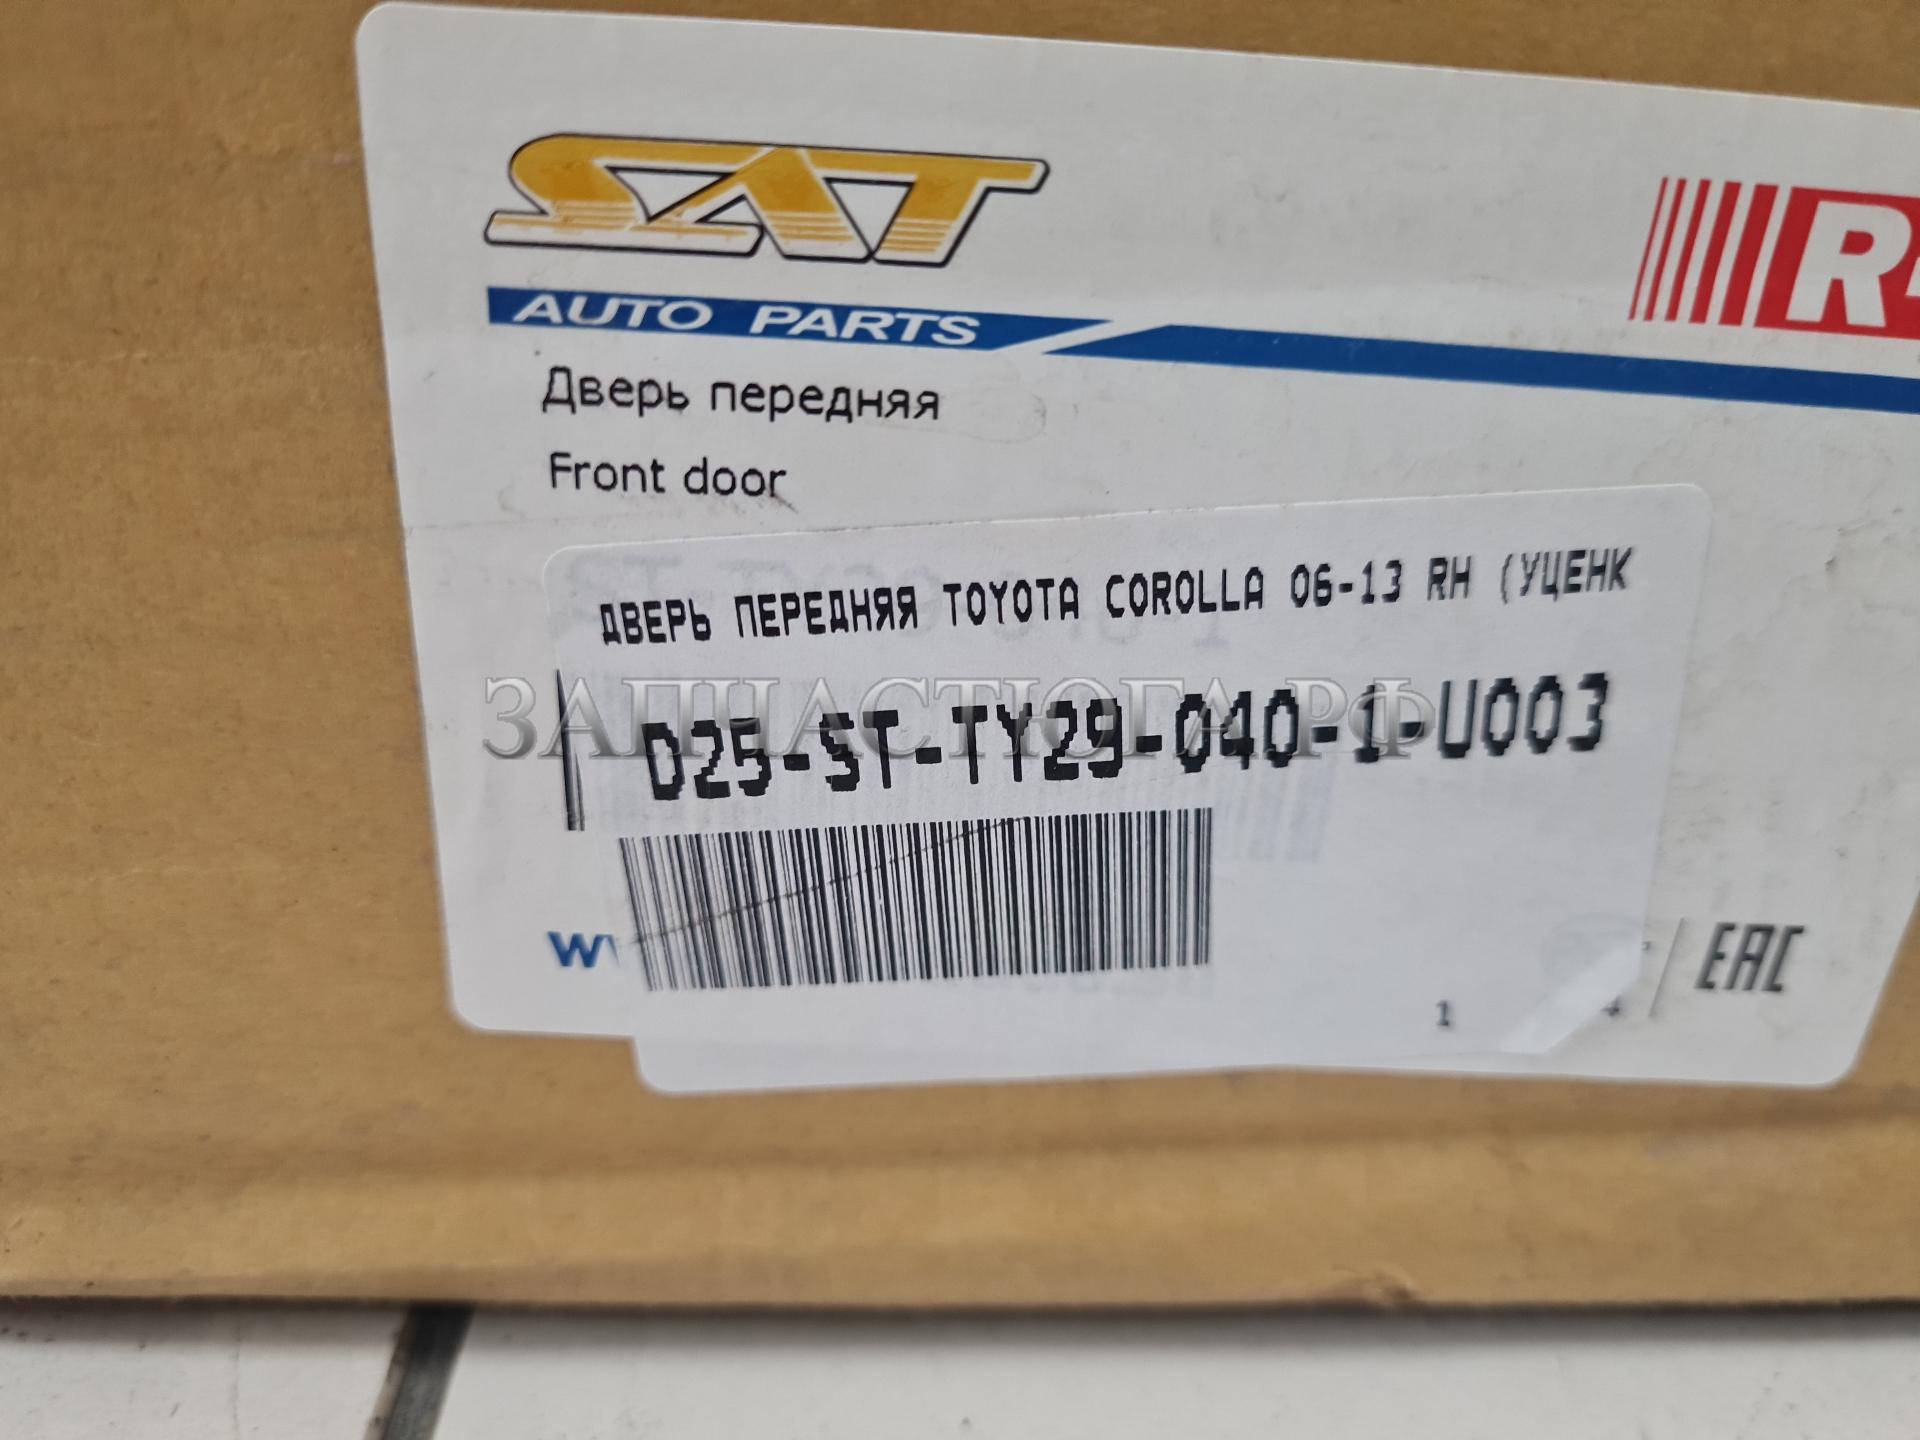 SAT
R
AUTO PARTS
Дверь передняя
Front door
ДВЕРЬ ПЕРЕДНЯЯ TOYOTA COROLLA 06-13 RH (УЦЕНК
ЗАПЧАСТЮГА.РФ
D25-ST-TY29-040-1-U003
W
EAC
1